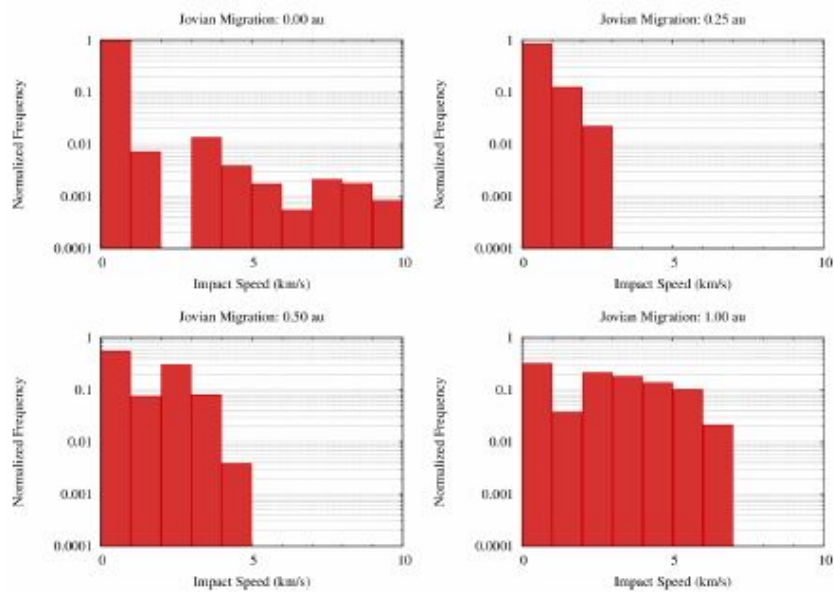 Jovian Migration: 0.00 au
1
0.1
0.01
0.001
0.0001
Normalized Frequency
0 5 10
Impact Speed (km/s)
Jovian Migration: 0.25 au
1
0.1
0.01
0.001
0.0001
Normalized Frequency
0 5 10
Impact Speed (km/s)
Jovian Migration: 0.50 au
1
0.1
0.01
0.001
0.0001
Normalized Frequency
0 5 10
Impact Speed (km/s)
Jovian Migration: 1.00 au
1
0.1
0.01
0.001
0.0001
Normalized Frequency
0 5 10
Impact Speed (km/s)